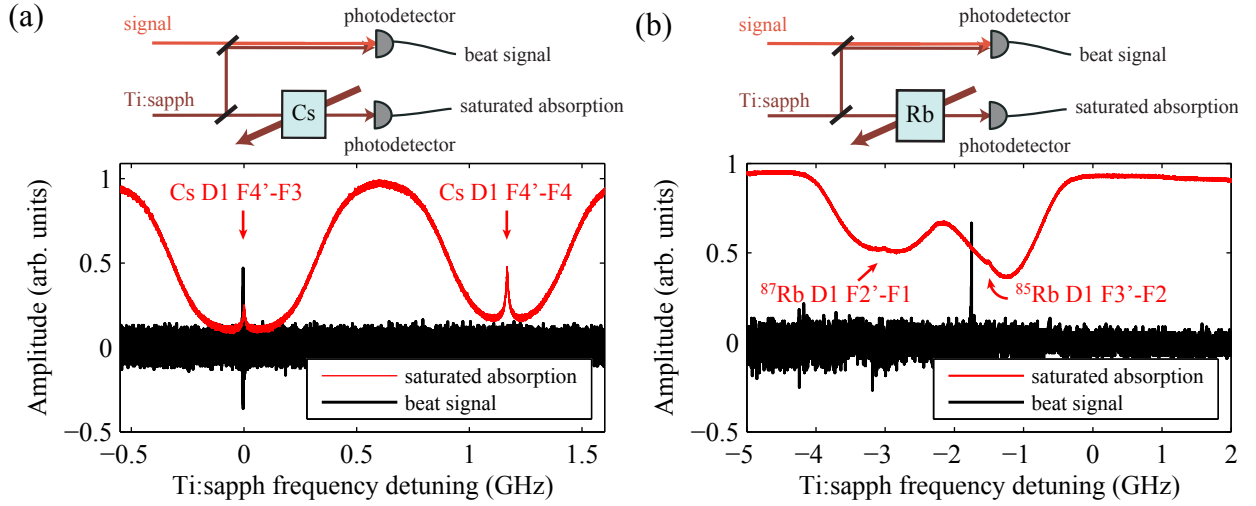 (a)
signal
photodetector
beat signal
Ti:sapph
Cs
saturated absorption
photodetector
Cs D1 F4’-F3
Cs D1 F4’-F4
Amplitude (arb. units)
1
0.5
0
−0.5
saturated absorption
beat signal
−0.5
0
0.5
1
1.5
Ti:sapph frequency detuning (GHz)
(b)
signal
photodetector
beat signal
Ti:sapph
Rb
saturated absorption
photodetector
⁸⁷Rb D1 F2’-F1
⁸⁵Rb D1 F3’-F2
Amplitude (arb. units)
1
0.5
0
−0.5
saturated absorption
beat signal
−5
−4
−3
−2
−1
0
1
2
Ti:sapph frequency detuning (GHz)